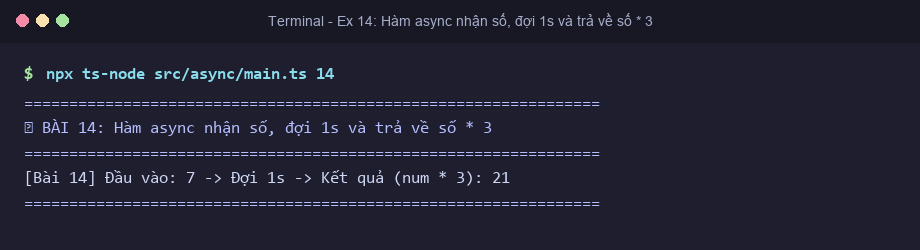 Terminal - Ex 14: Hàm async nhận số, đợi 1s và trả về số * 3
$ npx ts-node src/async/main.ts 14
================================================================
BÀI 14: Hàm async nhận số, đợi 1s và trả về số * 3
================================================================
[Bài 14] Đầu vào: 7 -> Đợi 1s -> Kết quả (num * 3): 21
================================================================